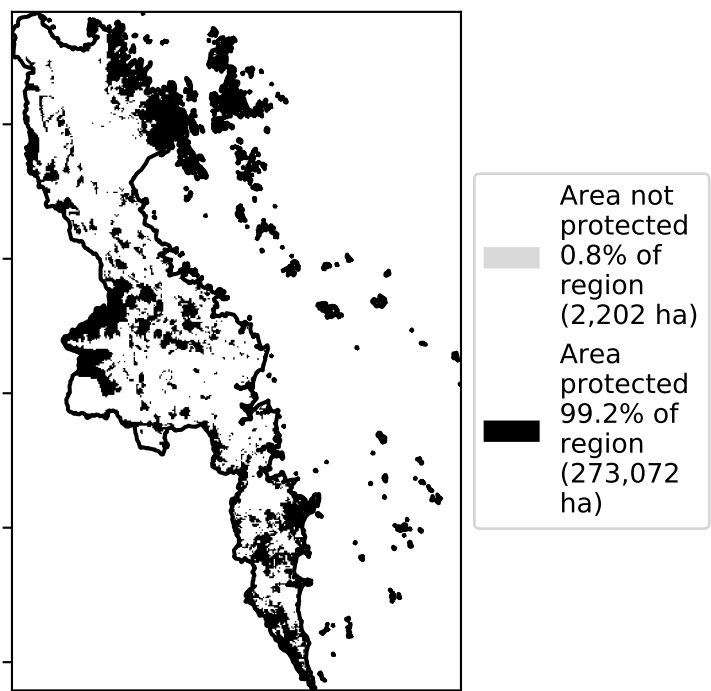 Area not
protected
0.8% of
region
(2,202 ha)
Area
protected
99.2% of
region
(273,072
ha)